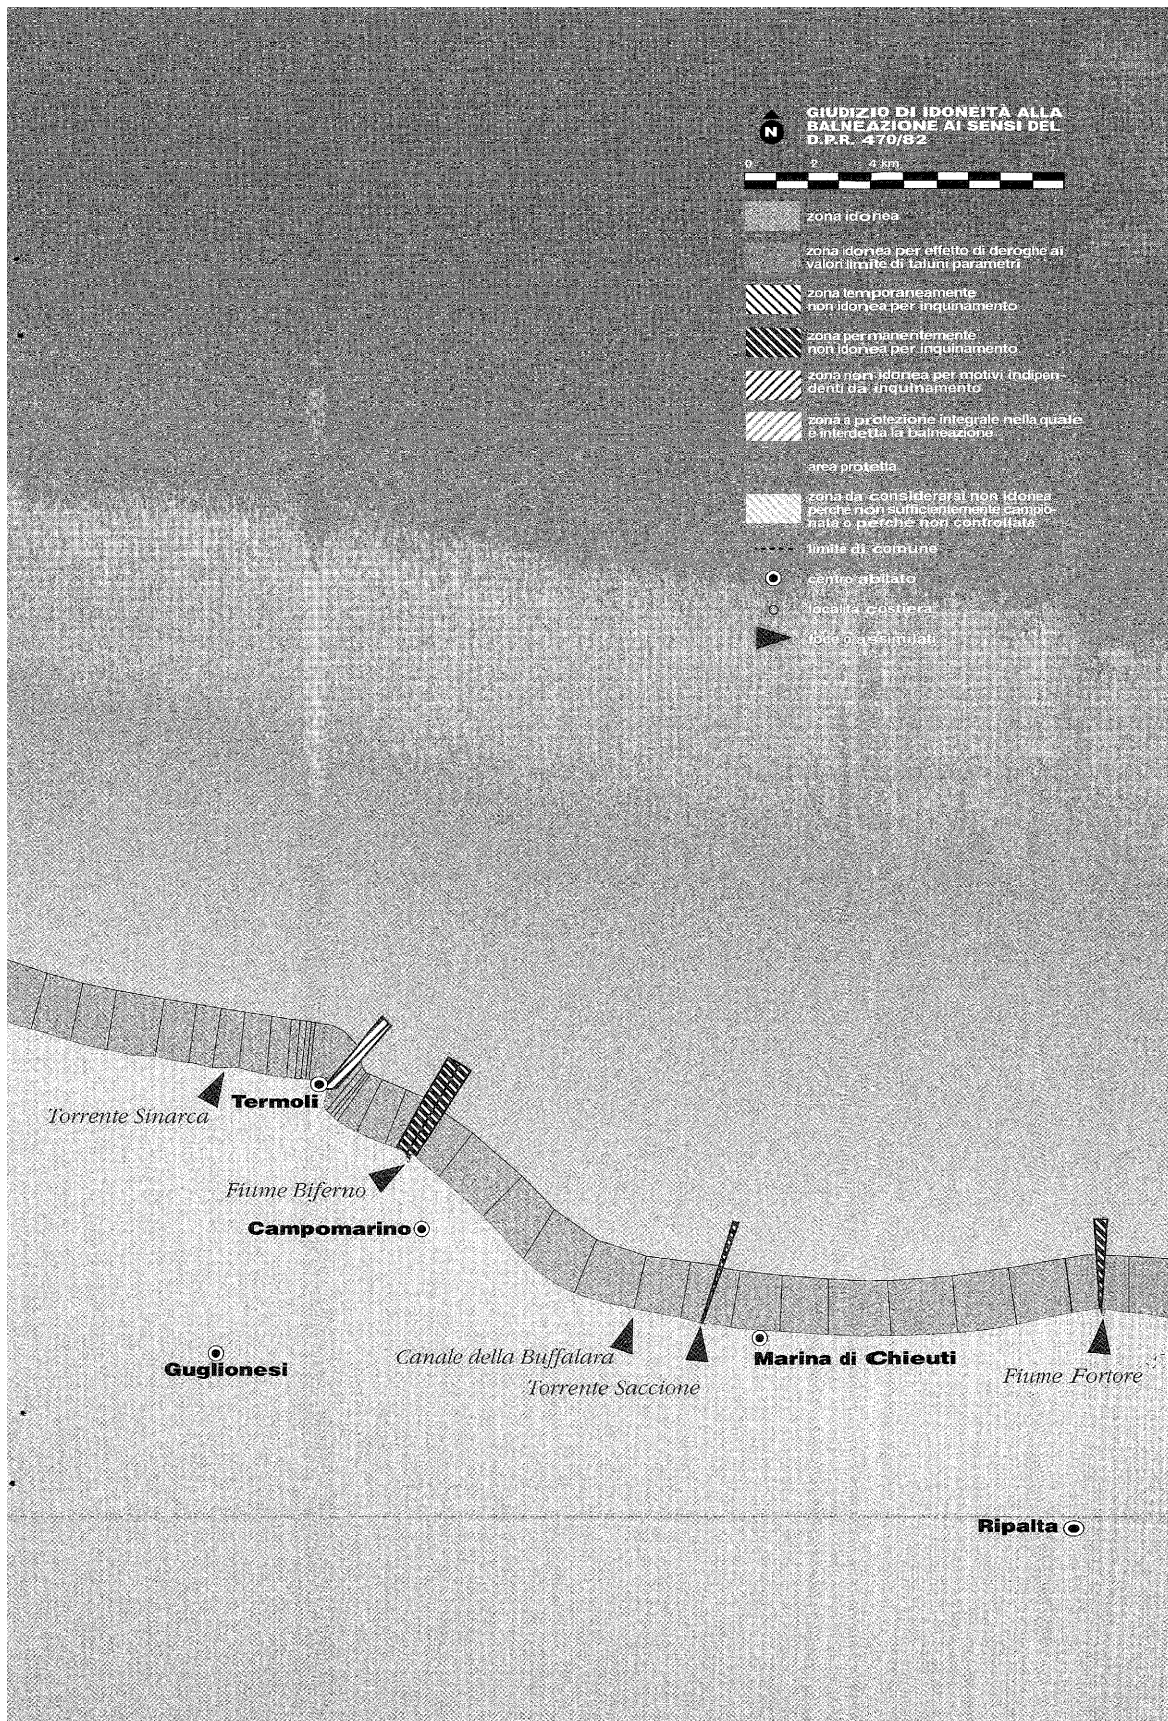 GIUDIZIO DI IDONEITÀ ALLA
BALNEAZIONE AI SENSI DEL
D.P.R. 470/82
N
0 2 4 km
zona idonea
zona idonea per effetto di deroghe ai
valori limite di taluni parametri
zona temporaneamente
non idonea per inquinamento
zona permanentemente
non idonea per inquinamento
zona non idonea per motivi indipen-
denti da inquinamento
zona a protezione integrale nella quale
è interdetta la balneazione
area protetta
zona da considerarsi non idonea
perché non sufficientemente campio-
nata o perché non controllata
limite di comune
centro abitato
località costiera
foce o assimilati
Termoli
Torrente Sinarca
Fiume Biferno
Campomarino
Guglionesi
Canale della Buffalara
Torrente Saccione
Marina di Chieuti
Fiume Fortore
Ripalta